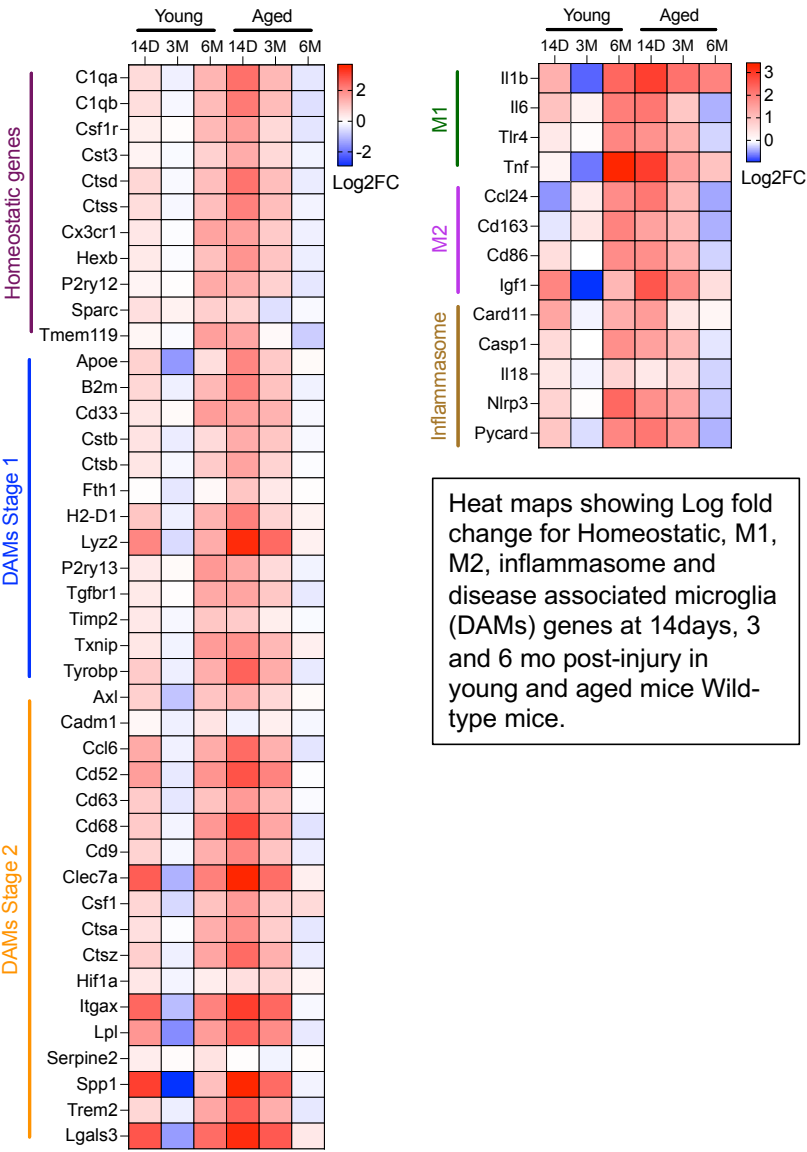 Young Aged
14D 3M 6M 14D 3M 6M
Homeostatic genes
C1qa
C1qb
Csf1r
Cst3
Ctsd
Ctss
Cx3cr1
Hexb
P2ry12
Sparc
Tmem119
DAMs Stage 1
Apoe
B2m
Cd33
Cstb
Ctsb
Fth1
H2-D1
Lyz2
P2ry13
Tgfbr1
Timp2
Txnip
Tyrobp
DAMs Stage 2
Axl
Cadm1
Ccl6
Cd52
Cd63
Cd68
Cd9
Clec7a
Csf1
Ctsa
Ctsz
Hif1a
Itgax
Lpl
Serpine2
Spp1
Trem2
Lgals3
2
0
-2
Log2FC
Young Aged
14D 3M 6M 14D 3M 6M
M1
Il1b
Il6
Tlr4
Tnf
M2
Ccl24
Cd163
Cd86
Igf1
Inflammasome
Card11
Casp1
Il18
Nlrp3
Pycard
3
2
1
0
Log2FC
Heat maps showing Log fold
change for Homeostatic, M1,
M2, inflammasome and
disease associated microglia
(DAMs) genes at 14days, 3
and 6 mo post-injury in
young and aged mice Wild-
type mice.